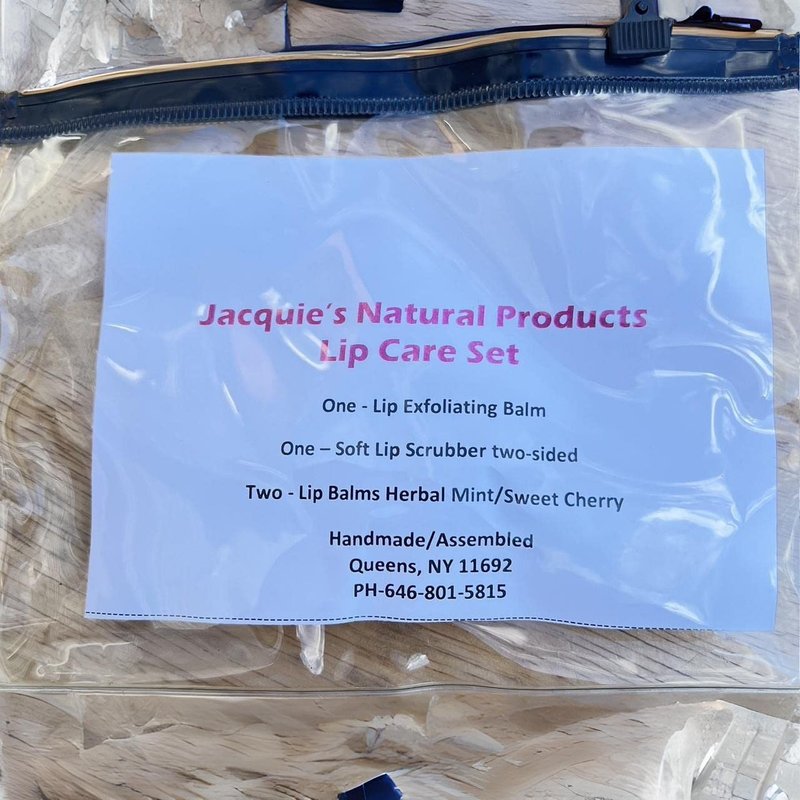 Jacquie's Natural Products
Lip Care Set
One - Lip Exfoliating Balm
One – Soft Lip Scrubber two-sided
Two - Lip Balms Herbal Mint/Sweet Cherry
Handmade/Assembled
Queens, NY 11692
PH-646-801-5815